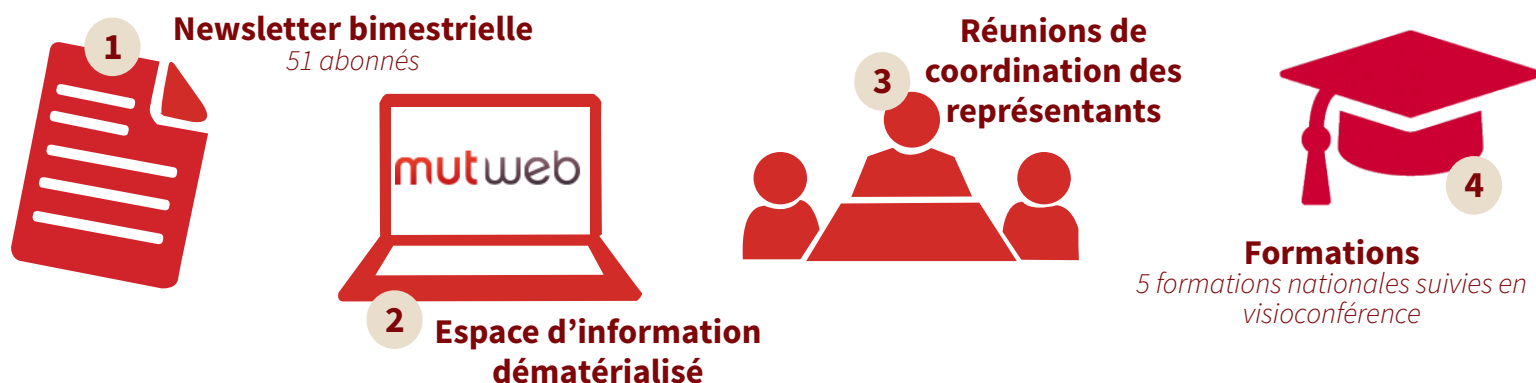 1
Newsletter bimestrielle
51 abonnés
mutweb
2
Espace d’information
dématérialisé
3
Réunions de
coordination des
représentants
4
Formations
5 formations nationales suivies en
visioconférence